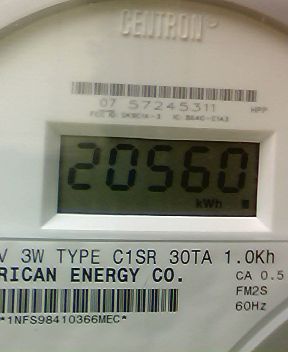 CENTRON
07 57245311 HPP
20560
kWh
V 3W TYPE C1SR 30TA 1.0Kh
RICAN ENERGY CO.
CA 0.5
FM2S
60Hz
*1NFS98410366MEC*